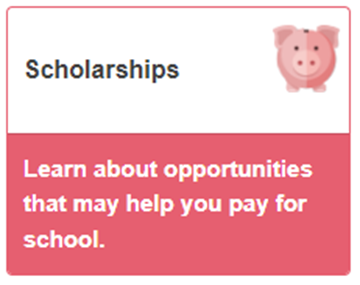 Scholarships
Learn about opportunities
that may help you pay for
school.